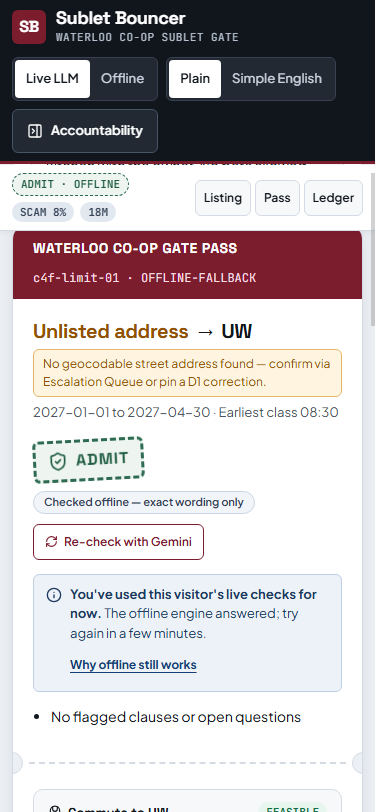 SB
Sublet Bouncer
WATERLOO CO-OP SUBLET GATE
Live LLM
Offline
Plain
Simple English
Accountability
ADMIT · OFFLINE
SCAM 8%
18M
Listing
Pass
Ledger
WATERLOO CO-OP GATE PASS
c4f-limit-01 · OFFLINE-FALLBACK
Unlisted address → UW
No geocodable street address found — confirm via
Escalation Queue or pin a D1 correction.
2027-01-01 to 2027-04-30 · Earliest class 08:30
ADMIT
Checked offline — exact wording only
Re-check with Gemini
You've used this visitor's live checks for
now. The offline engine answered; try
again in a few minutes.
Why offline still works
• No flagged clauses or open questions
Commute to UW
FEASIBLE